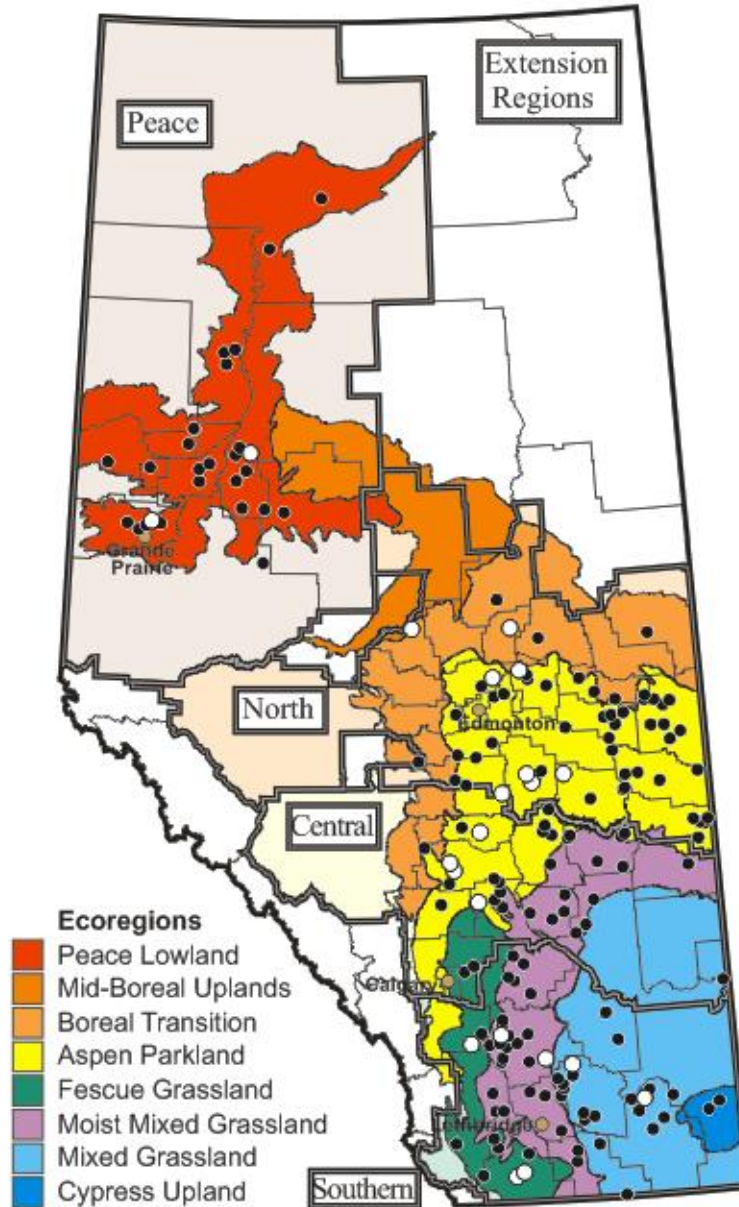 Extension
Regions
Peace
Grande
Prairie
North
Edmonton
Central
Calgary
Lethbridge
Southern
Ecoregions
Peace Lowland
Mid-Boreal Uplands
Boreal Transition
Aspen Parkland
Fescue Grassland
Moist Mixed Grassland
Mixed Grassland
Cypress Upland